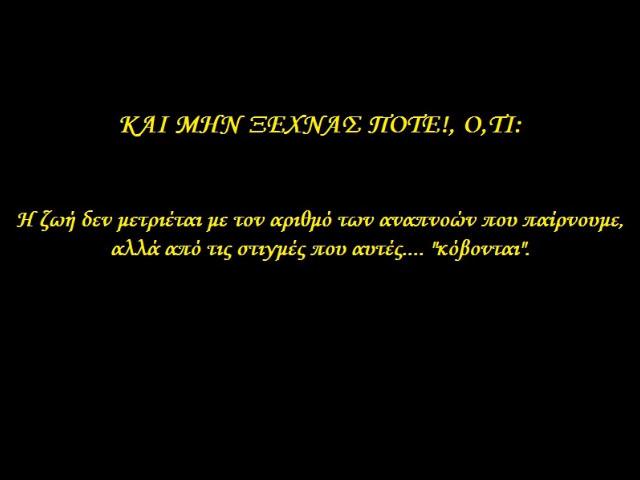 ΚΑΙ ΜΗΝ ΞΕΧΝΑΣ ΠΟΤΕ!, Ο,ΤΙ:
Η ζωή δεν μετριέται με τον αριθμό των αναπνοών που παίρνουμε,
αλλά από τις στιγμές που αυτές.... "κόβονται".